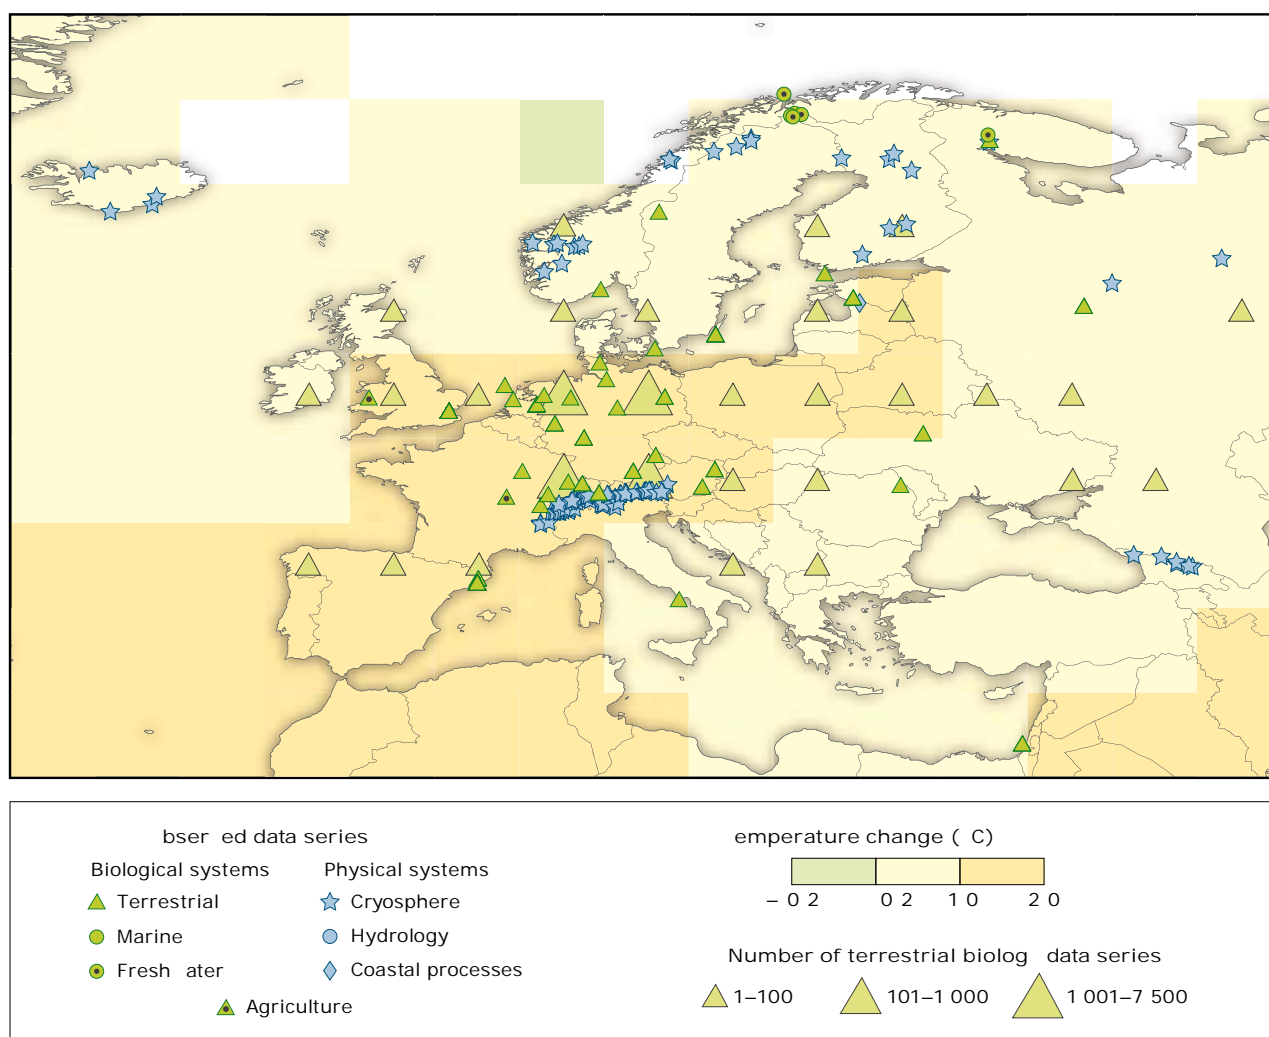 bser ed data series
Biological systems
Physical systems
Terrestrial
Cryosphere
Marine
Hydrology
Fresh ater
Coastal processes
Agriculture
emperature change ( C)
– 0 2 0 2 1 0 2 0
Number of terrestrial biolog data series
1–100 101–1 000 1 001–7 500